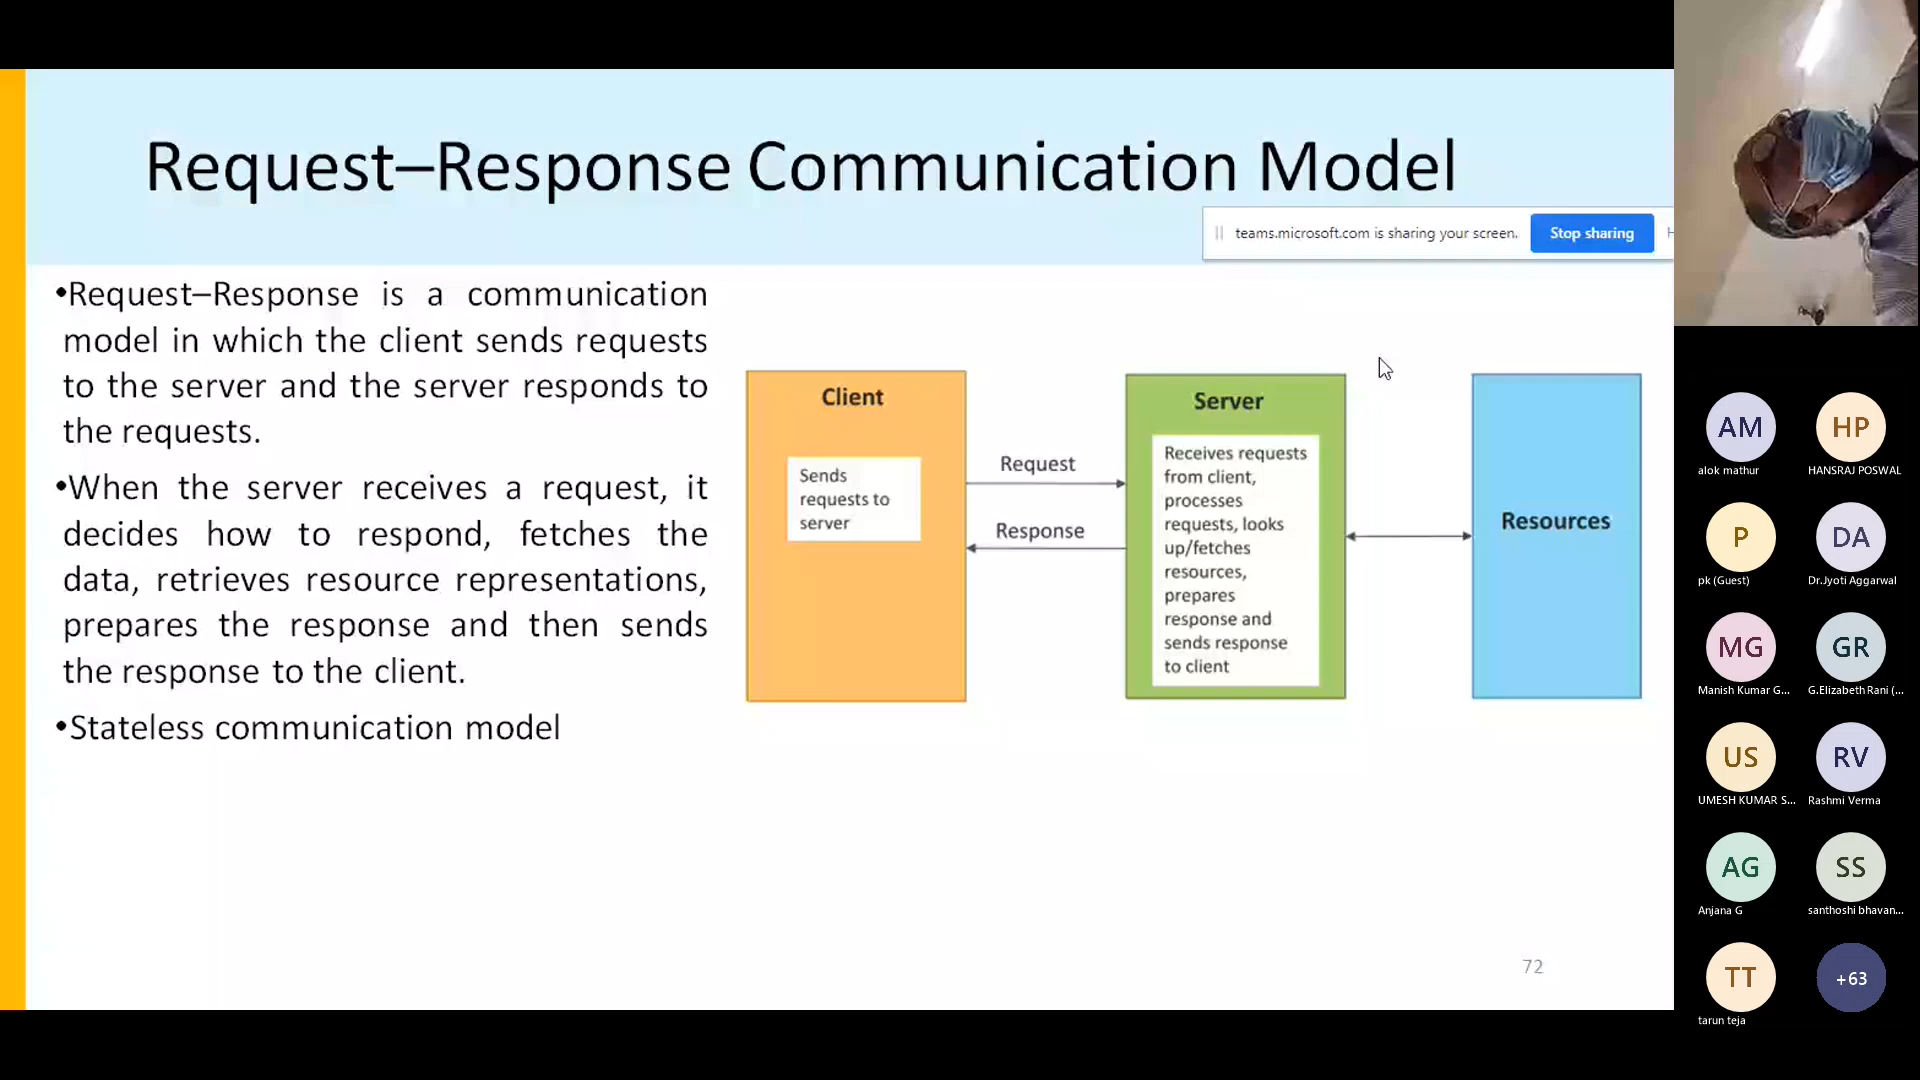 Request–Response Communication Model
teams.microsoft.com is sharing your screen.
Stop sharing
•Request–Response is a communication
model in which the client sends requests
to the server and the server responds to
the requests.
•When the server receives a request, it
decides how to respond, fetches the
data, retrieves resource representations,
prepares the response and then sends
the response to the client.
•Stateless communication model
Client
Sends
requests to
server
Request
Response
Server
Receives requests
from client,
processes
requests, looks
up/fetches
resources,
prepares
response and
sends response
to client
Resources
72
AM
alok mathur
HP
HANSRAJ POSWAL
P
pk (Guest)
DA
Dr.Jyoti Aggarwal
MG
Manish Kumar G...
GR
G.Elizabeth Rani (...
US
UMESH KUMAR S...
RV
Rashmi Verma
AG
Anjana G
SS
santhoshi bhavan...
TT
tarun teja
+63